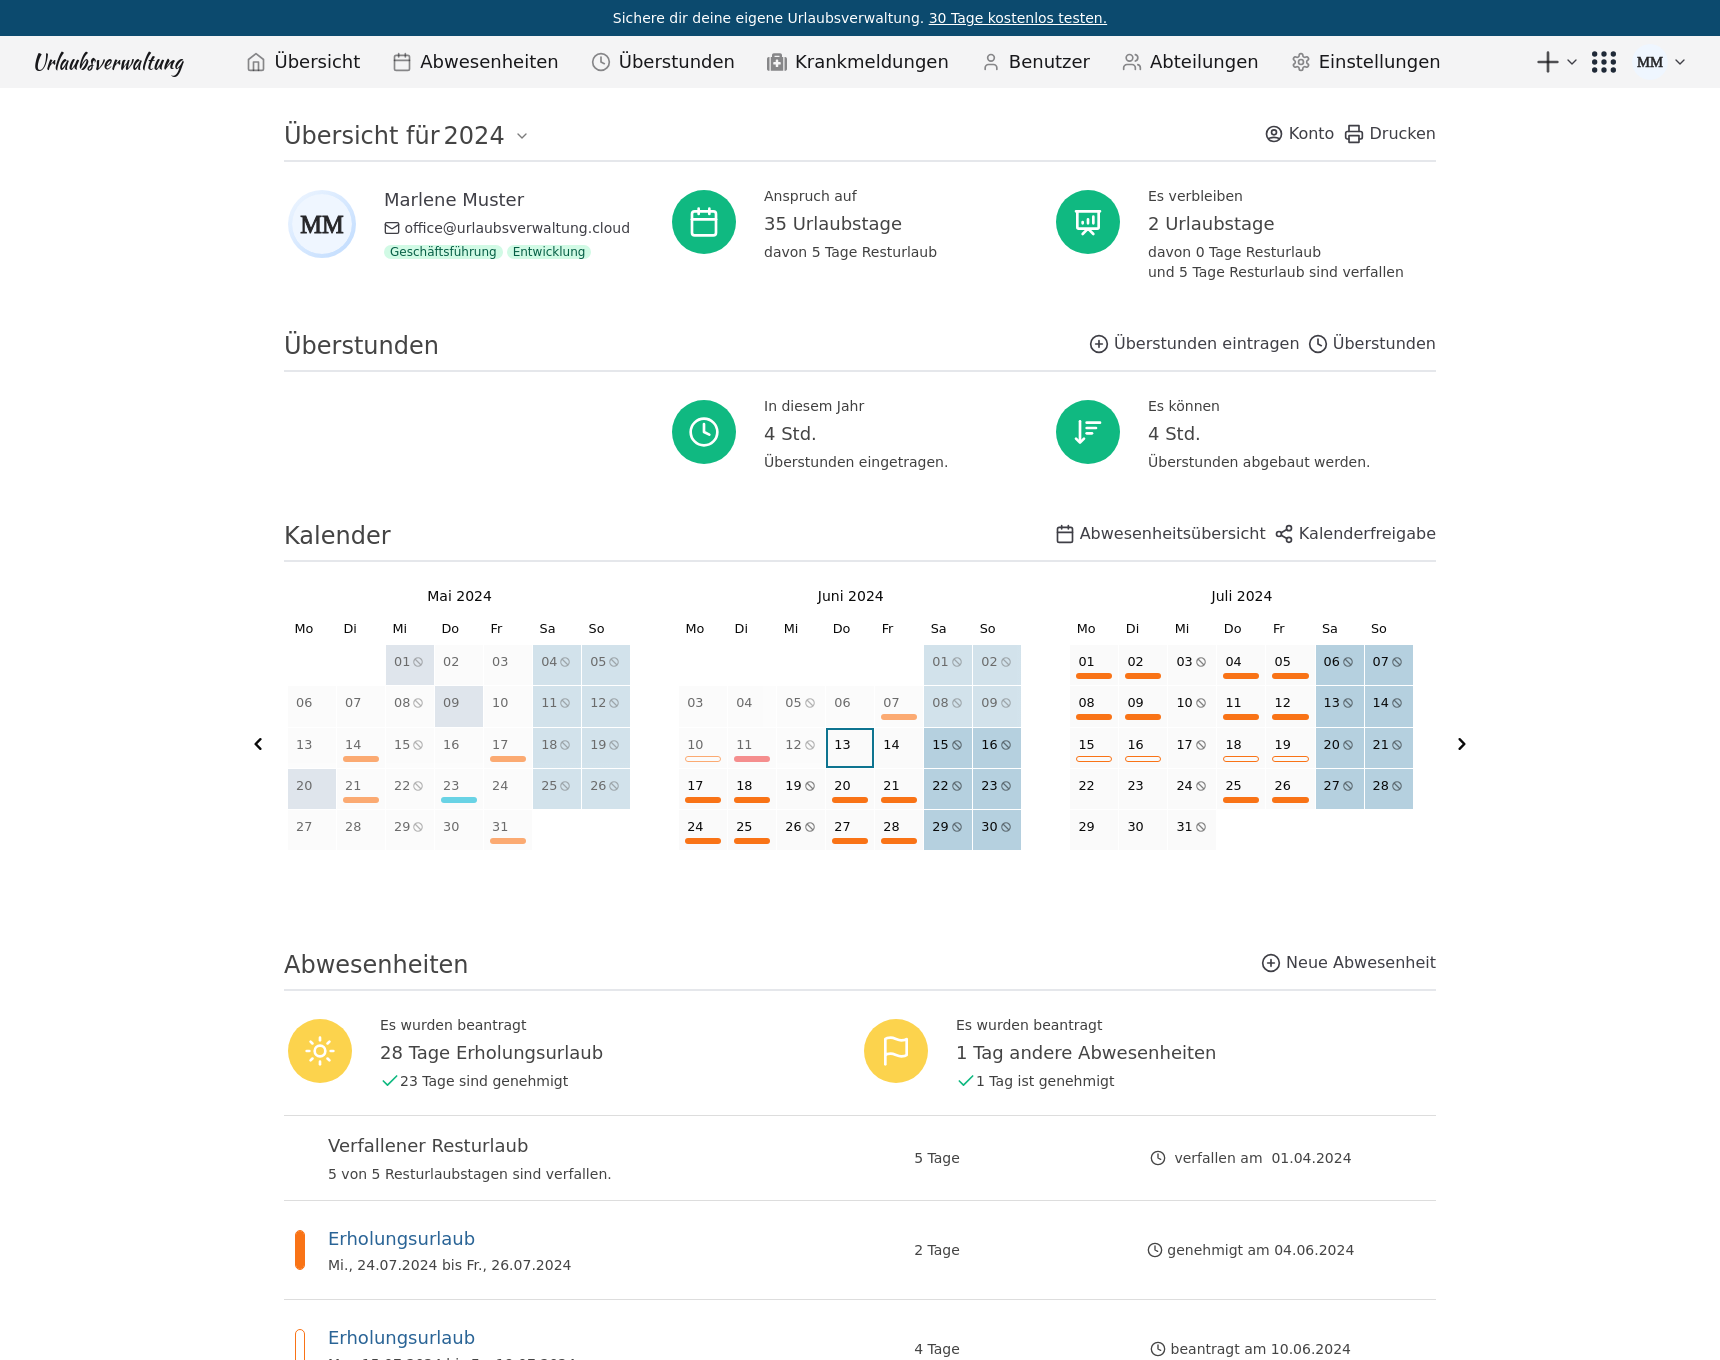 Sichere dir deine eigene Urlaubsverwaltung. 30 Tage kostenlos testen.
Urlaubsverwaltung Übersicht Abwesenheiten Überstunden Krankmeldungen Benutzer Abteilungen Einstellungen MM
Übersicht für 2024 Konto Drucken
MM
Marlene Muster
office@urlaubsverwaltung.cloud
Geschäftsführung Entwicklung
Anspruch auf
35 Urlaubstage
davon 5 Tage Resturlaub
Es verbleiben
2 Urlaubstage
davon 0 Tage Resturlaub
und 5 Tage Resturlaub sind verfallen
Überstunden Überstunden eintragen Überstunden
In diesem Jahr
4 Std.
Überstunden eingetragen.
Es können
4 Std.
Überstunden abgebaut werden.
Kalender Abwesenheitsübersicht Kalenderfreigabe
Mai 2024
Mo Di Mi Do Fr Sa So
01 02 03 04 05
06 07 08 09 10 11 12
13 14 15 16 17 18 19
20 21 22 23 24 25 26
27 28 29 30 31
Juni 2024
Mo Di Mi Do Fr Sa So
01 02
03 04 05 06 07 08 09
10 11 12 13 14 15 16
17 18 19 20 21 22 23
24 25 26 27 28 29 30
Juli 2024
Mo Di Mi Do Fr Sa So
01 02 03 04 05 06 07
08 09 10 11 12 13 14
15 16 17 18 19 20 21
22 23 24 25 26 27 28
29 30 31
Abwesenheiten Neue Abwesenheit
Es wurden beantragt
28 Tage Erholungsurlaub
23 Tage sind genehmigt
Es wurden beantragt
1 Tag andere Abwesenheiten
1 Tag ist genehmigt
Verfallener Resturlaub
5 von 5 Resturlaubstagen sind verfallen.
5 Tage
verfallen am 01.04.2024
Erholungsurlaub
Mi., 24.07.2024 bis Fr., 26.07.2024
2 Tage
genehmigt am 04.06.2024
Erholungsurlaub
4 Tage
beantragt am 10.06.2024